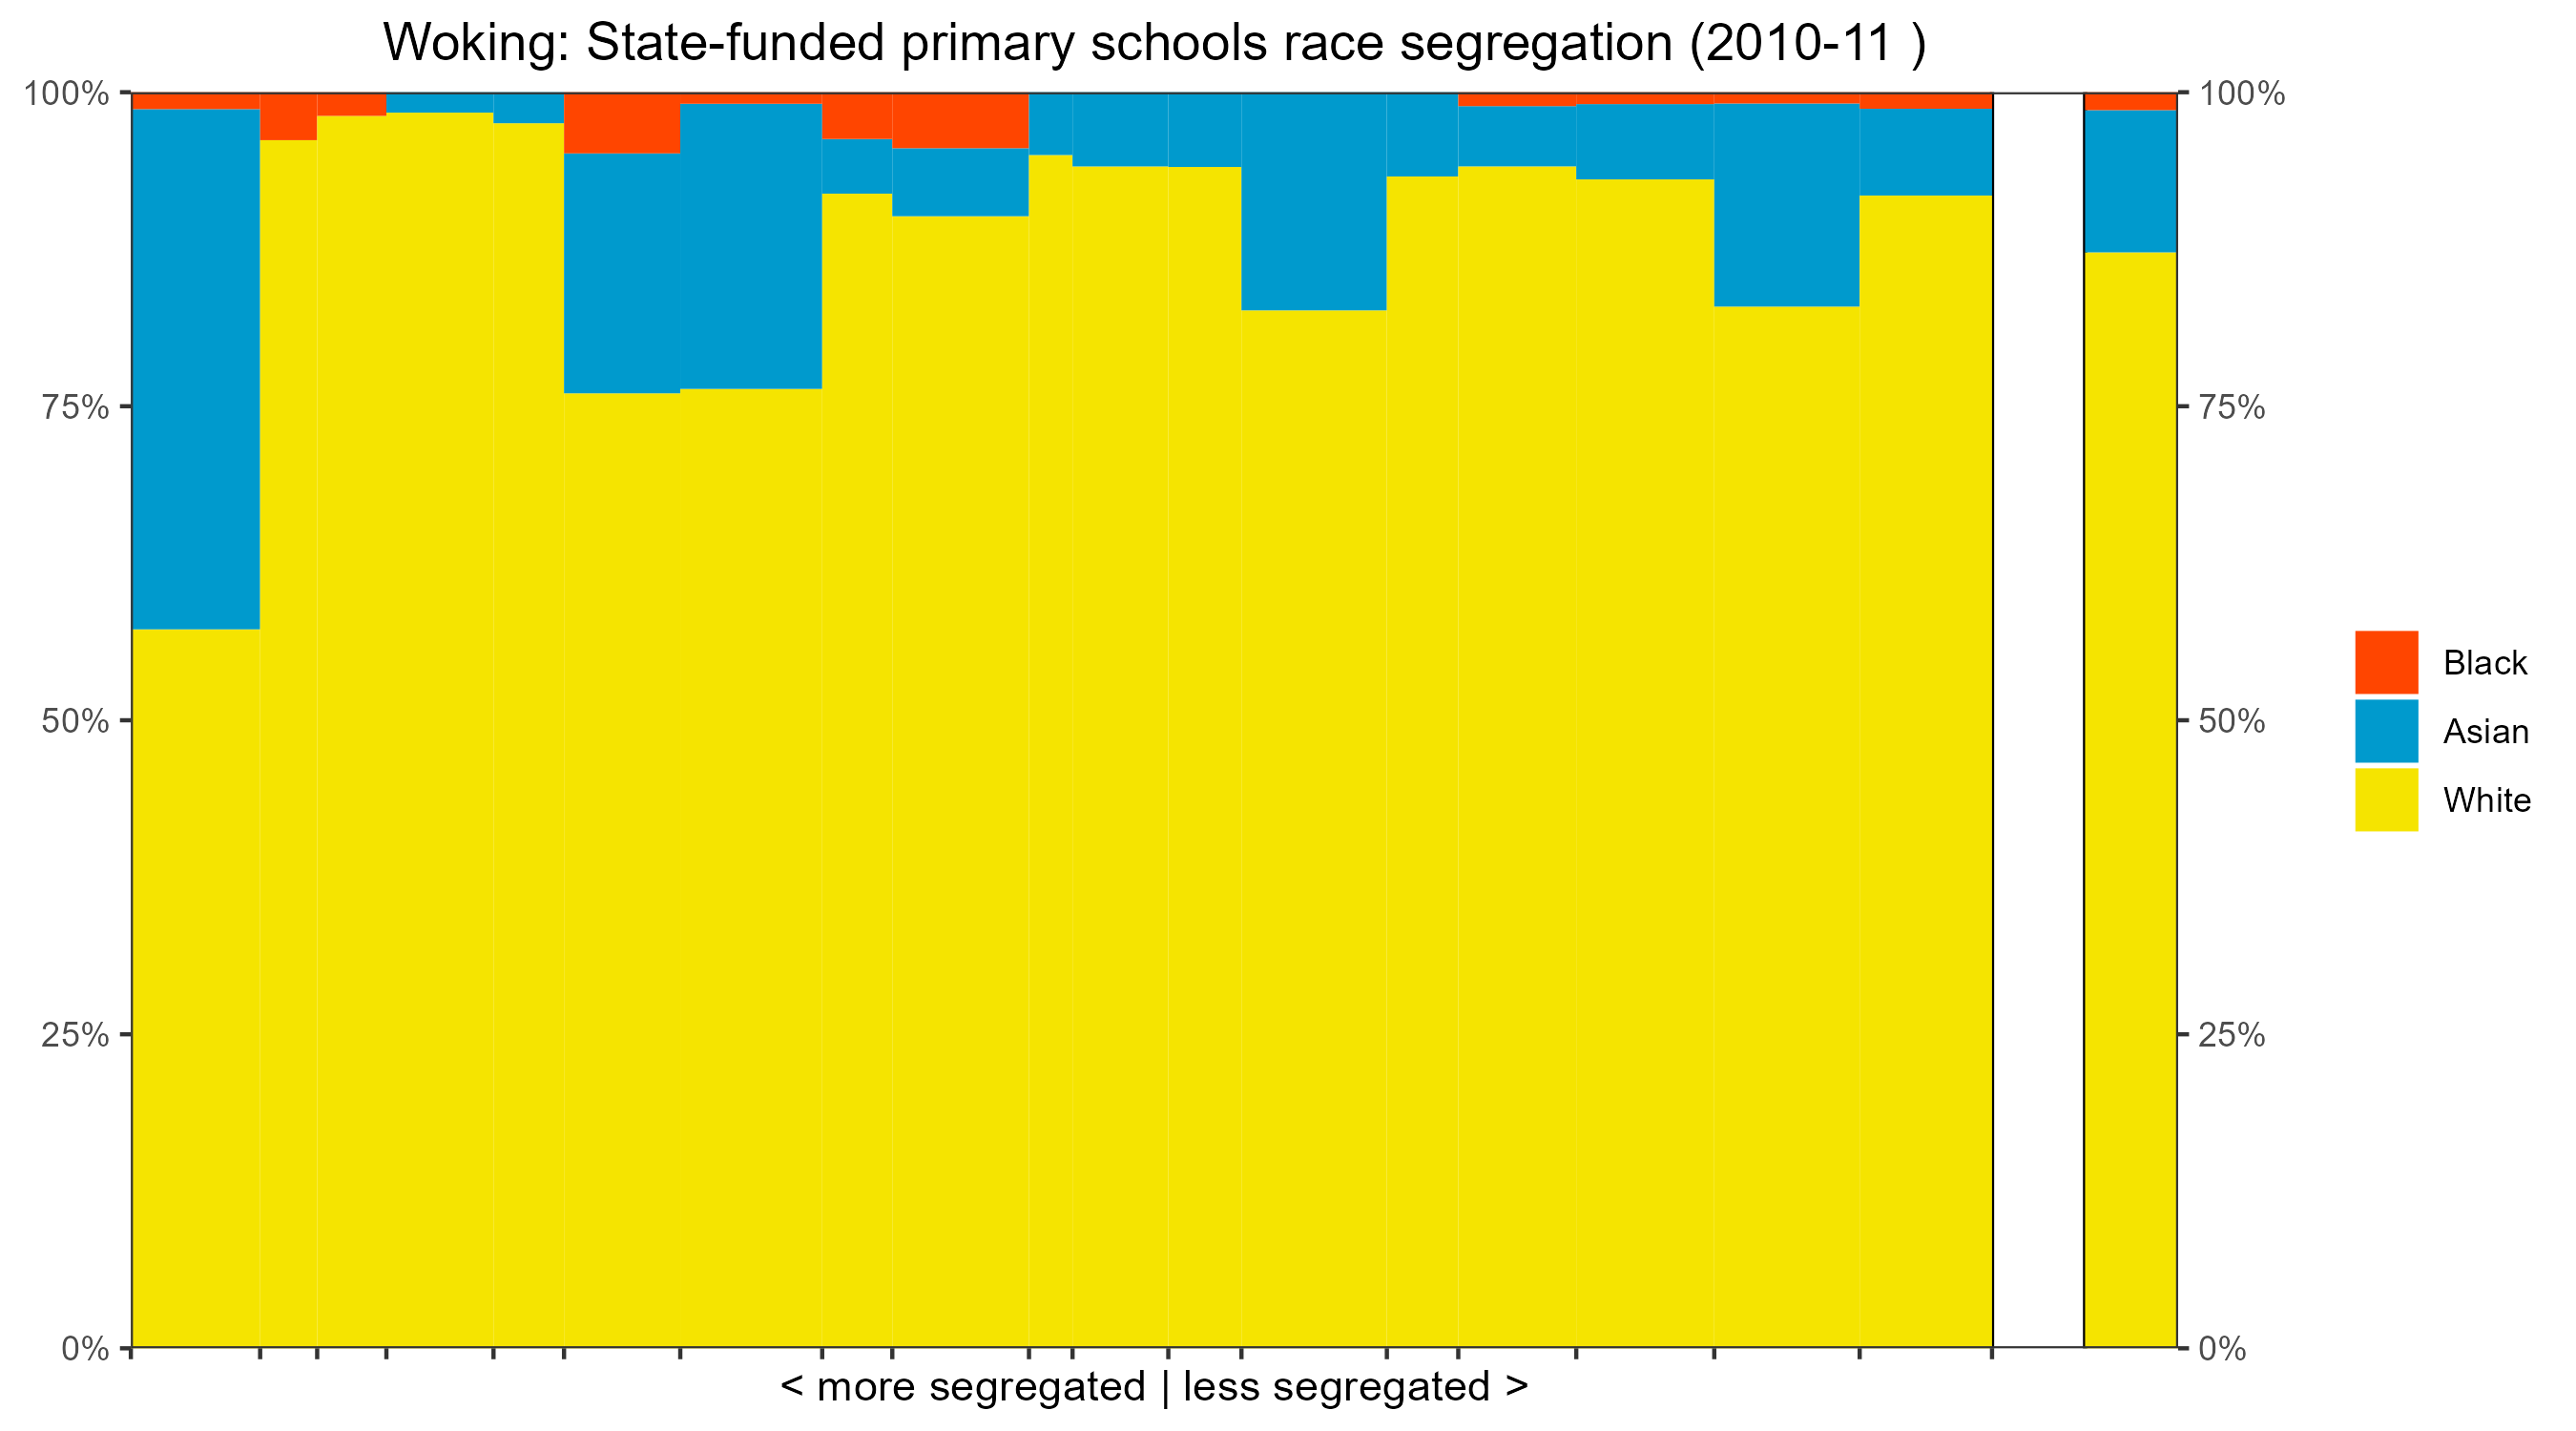 Woking: State-funded primary schools race segregation (2010-11 )
100%
75%
50%
25%
0%
100%
75%
50%
25%
0%
Black
Asian
White
< more segregated | less segregated >